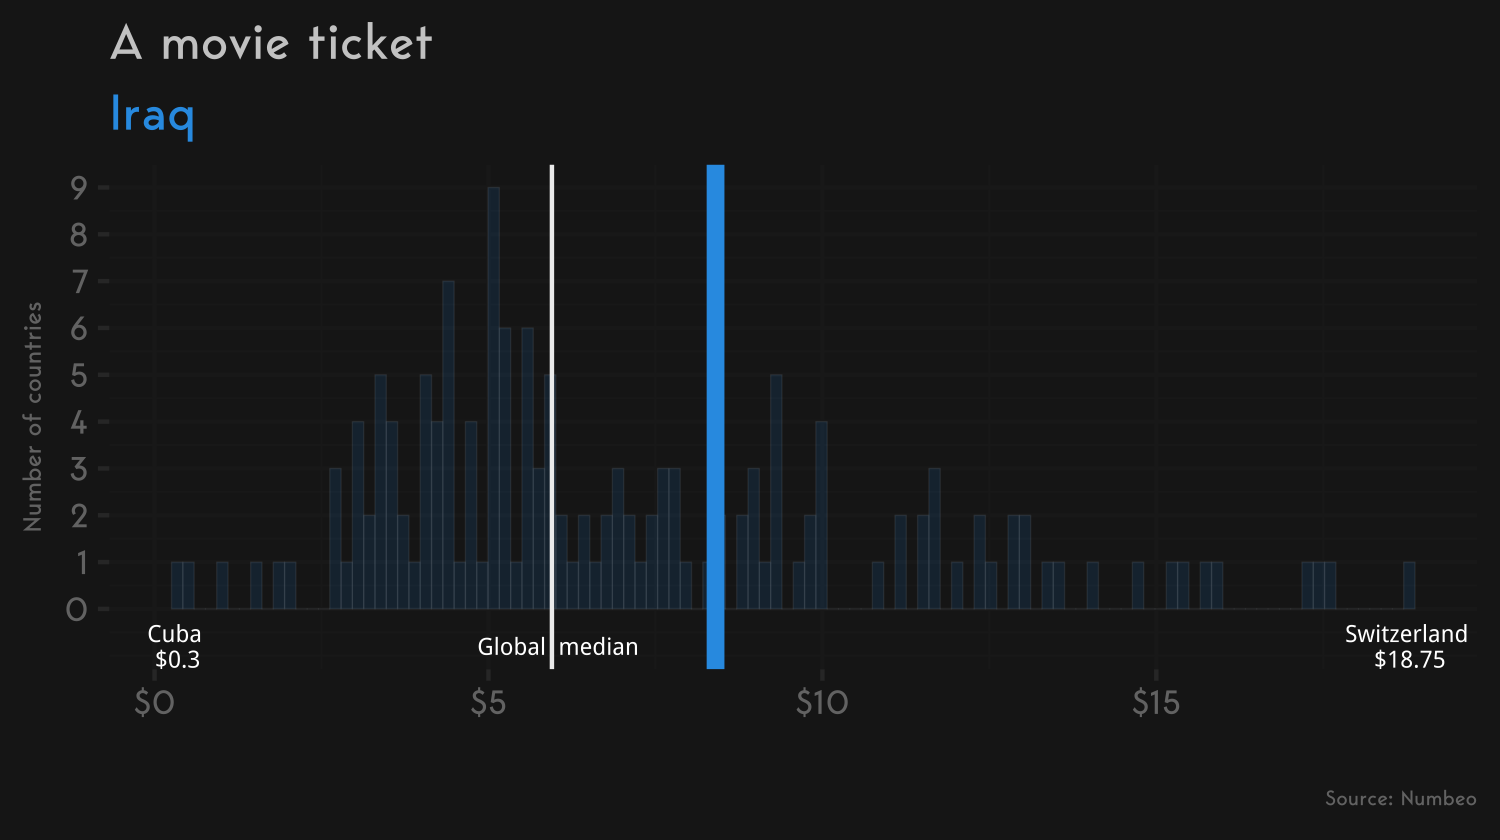 A movie ticket
Iraq
Number of countries
9
8
7
6
5
4
3
2
1
0
Cuba
$0.3
Global median
Switzerland
$18.75
$0
$5
$10
$15
Source: Numbeo